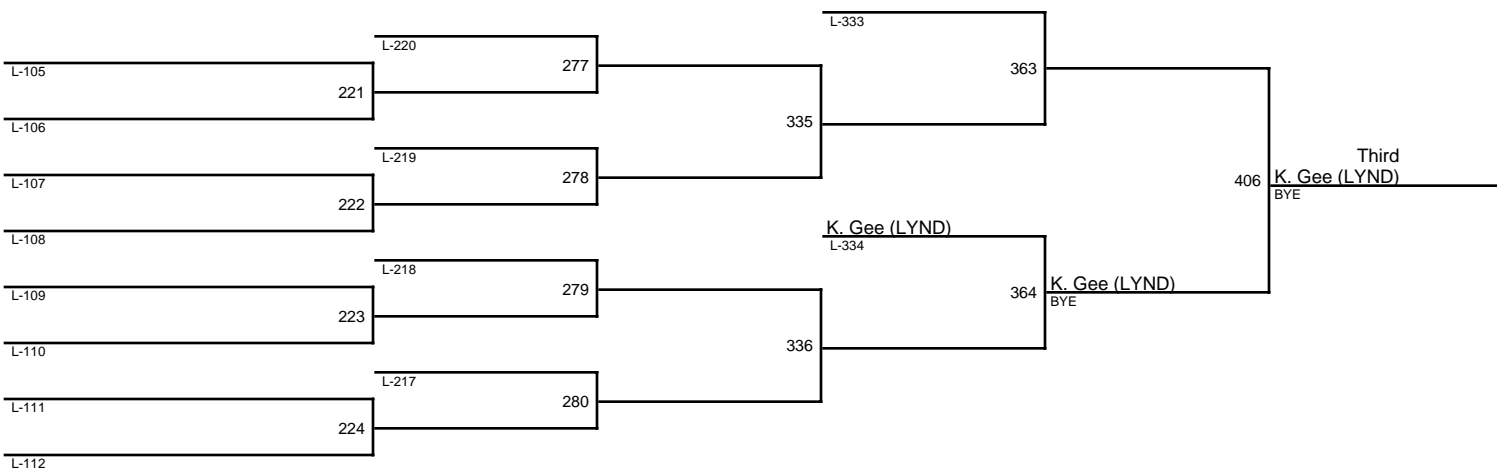 L-333
L-220
277
363
L-105
221
L-106
335
L-219
278
L-107
222
L-108
Third
406
K. Gee (LYND)
BYE
K. Gee (LYND)
L-334
L-218
279
364
K. Gee (LYND)
BYE
L-109
223
L-110
336
L-217
280
L-111
224
L-112